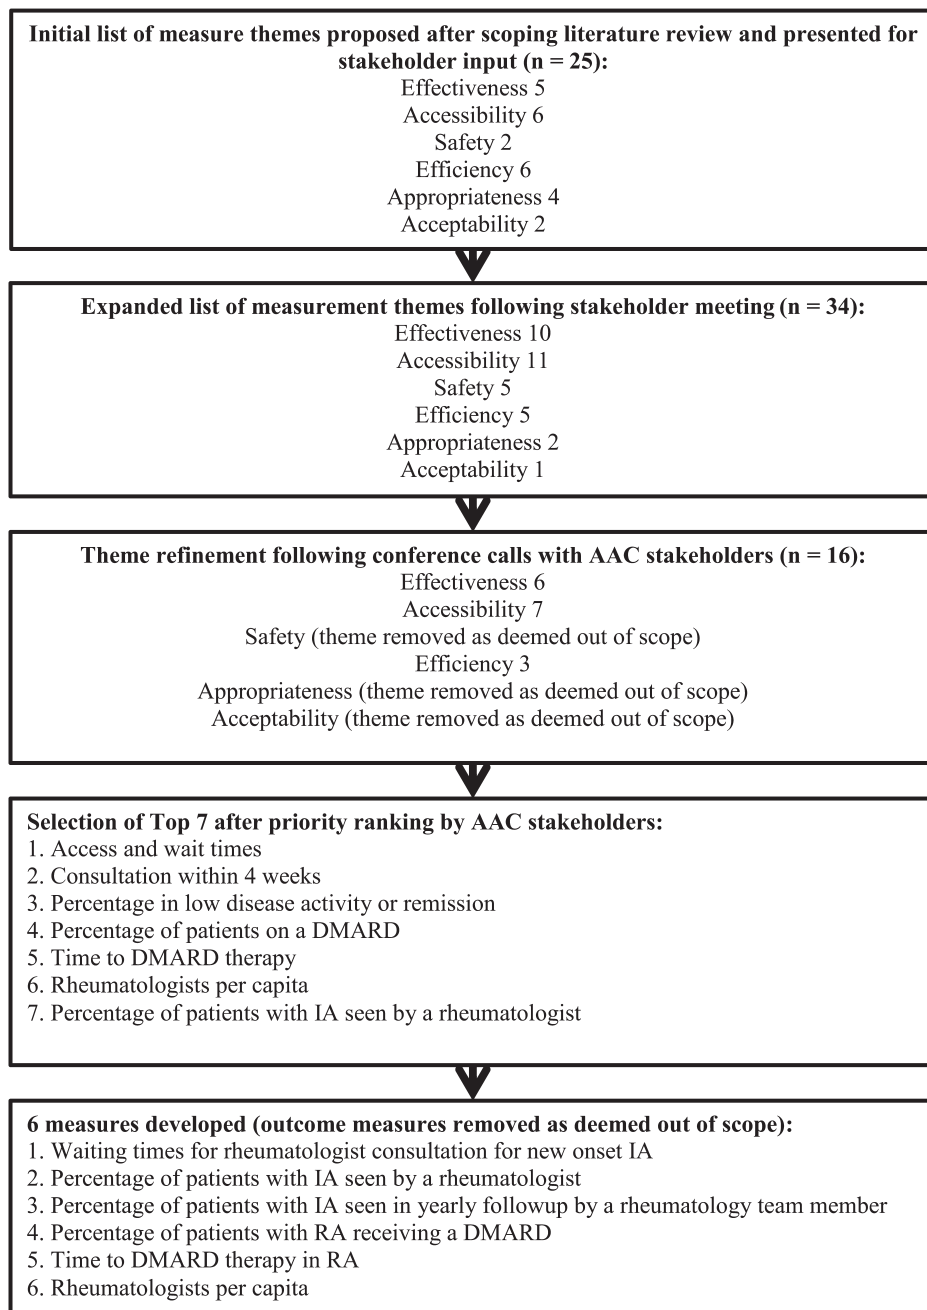 Initial list of measure themes proposed after scoping literature review and presented for
stakeholder input (n = 25):
Effectiveness 5
Accessibility 6
Safety 2
Efficiency 6
Appropriateness 4
Acceptability 2
Expanded list of measurement themes following stakeholder meeting (n = 34):
Effectiveness 10
Accessibility 11
Safety 5
Efficiency 5
Appropriateness 2
Acceptability 1
Theme refinement following conference calls with AAC stakeholders (n = 16):
Effectiveness 6
Accessibility 7
Safety (theme removed as deemed out of scope)
Efficiency 3
Appropriateness (theme removed as deemed out of scope)
Acceptability (theme removed as deemed out of scope)
Selection of Top 7 after priority ranking by AAC stakeholders:
1. Access and wait times
2. Consultation within 4 weeks
3. Percentage in low disease activity or remission
4. Percentage of patients on a DMARD
5. Time to DMARD therapy
6. Rheumatologists per capita
7. Percentage of patients with IA seen by a rheumatologist
6 measures developed (outcome measures removed as deemed out of scope):
1. Waiting times for rheumatologist consultation for new onset IA
2. Percentage of patients with IA seen by a rheumatologist
3. Percentage of patients with IA seen in yearly followup by a rheumatology team member
4. Percentage of patients with RA receiving a DMARD
5. Time to DMARD therapy in RA
6. Rheumatologists per capita